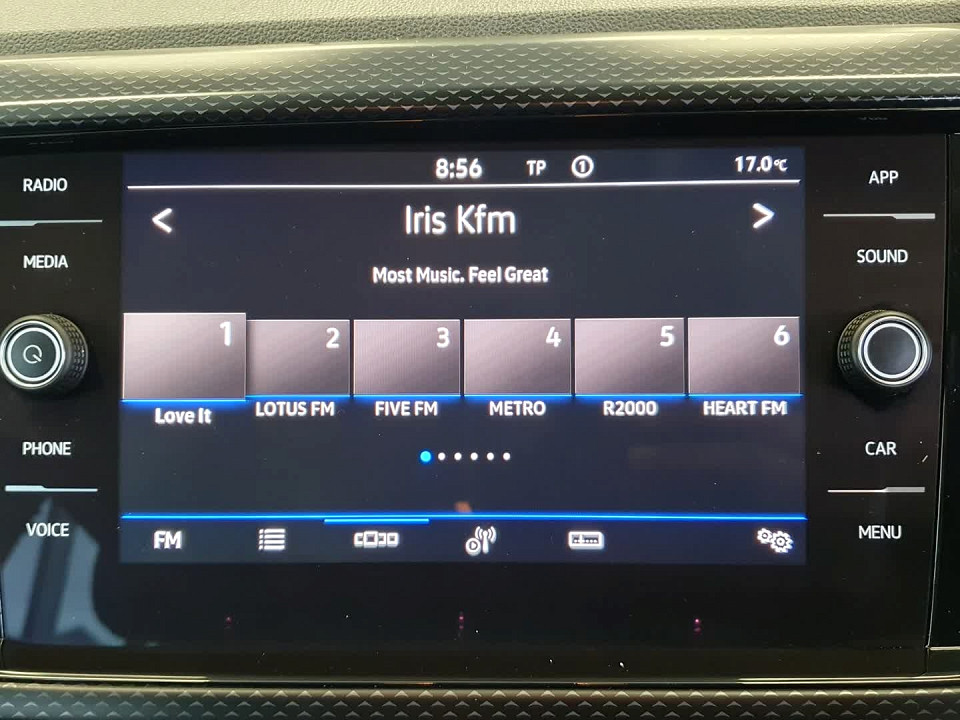 8:56 TP 1 17.0°C
RADIO
APP
< Iris Kfm >
MEDIA
SOUND
Most Music. Feel Great
1 2 3 4 5 6
Love It LOTUS FM FIVE FM METRO R2000 HEART FM
PHONE
CAR
VOICE
FM
MENU